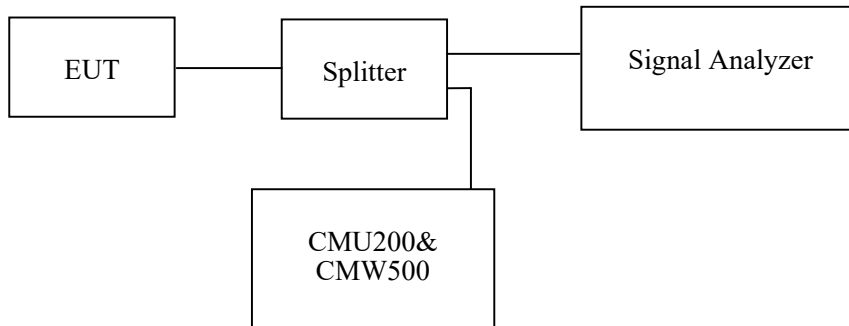 EUT
Splitter
Signal Analyzer
CMU200&
CMW500